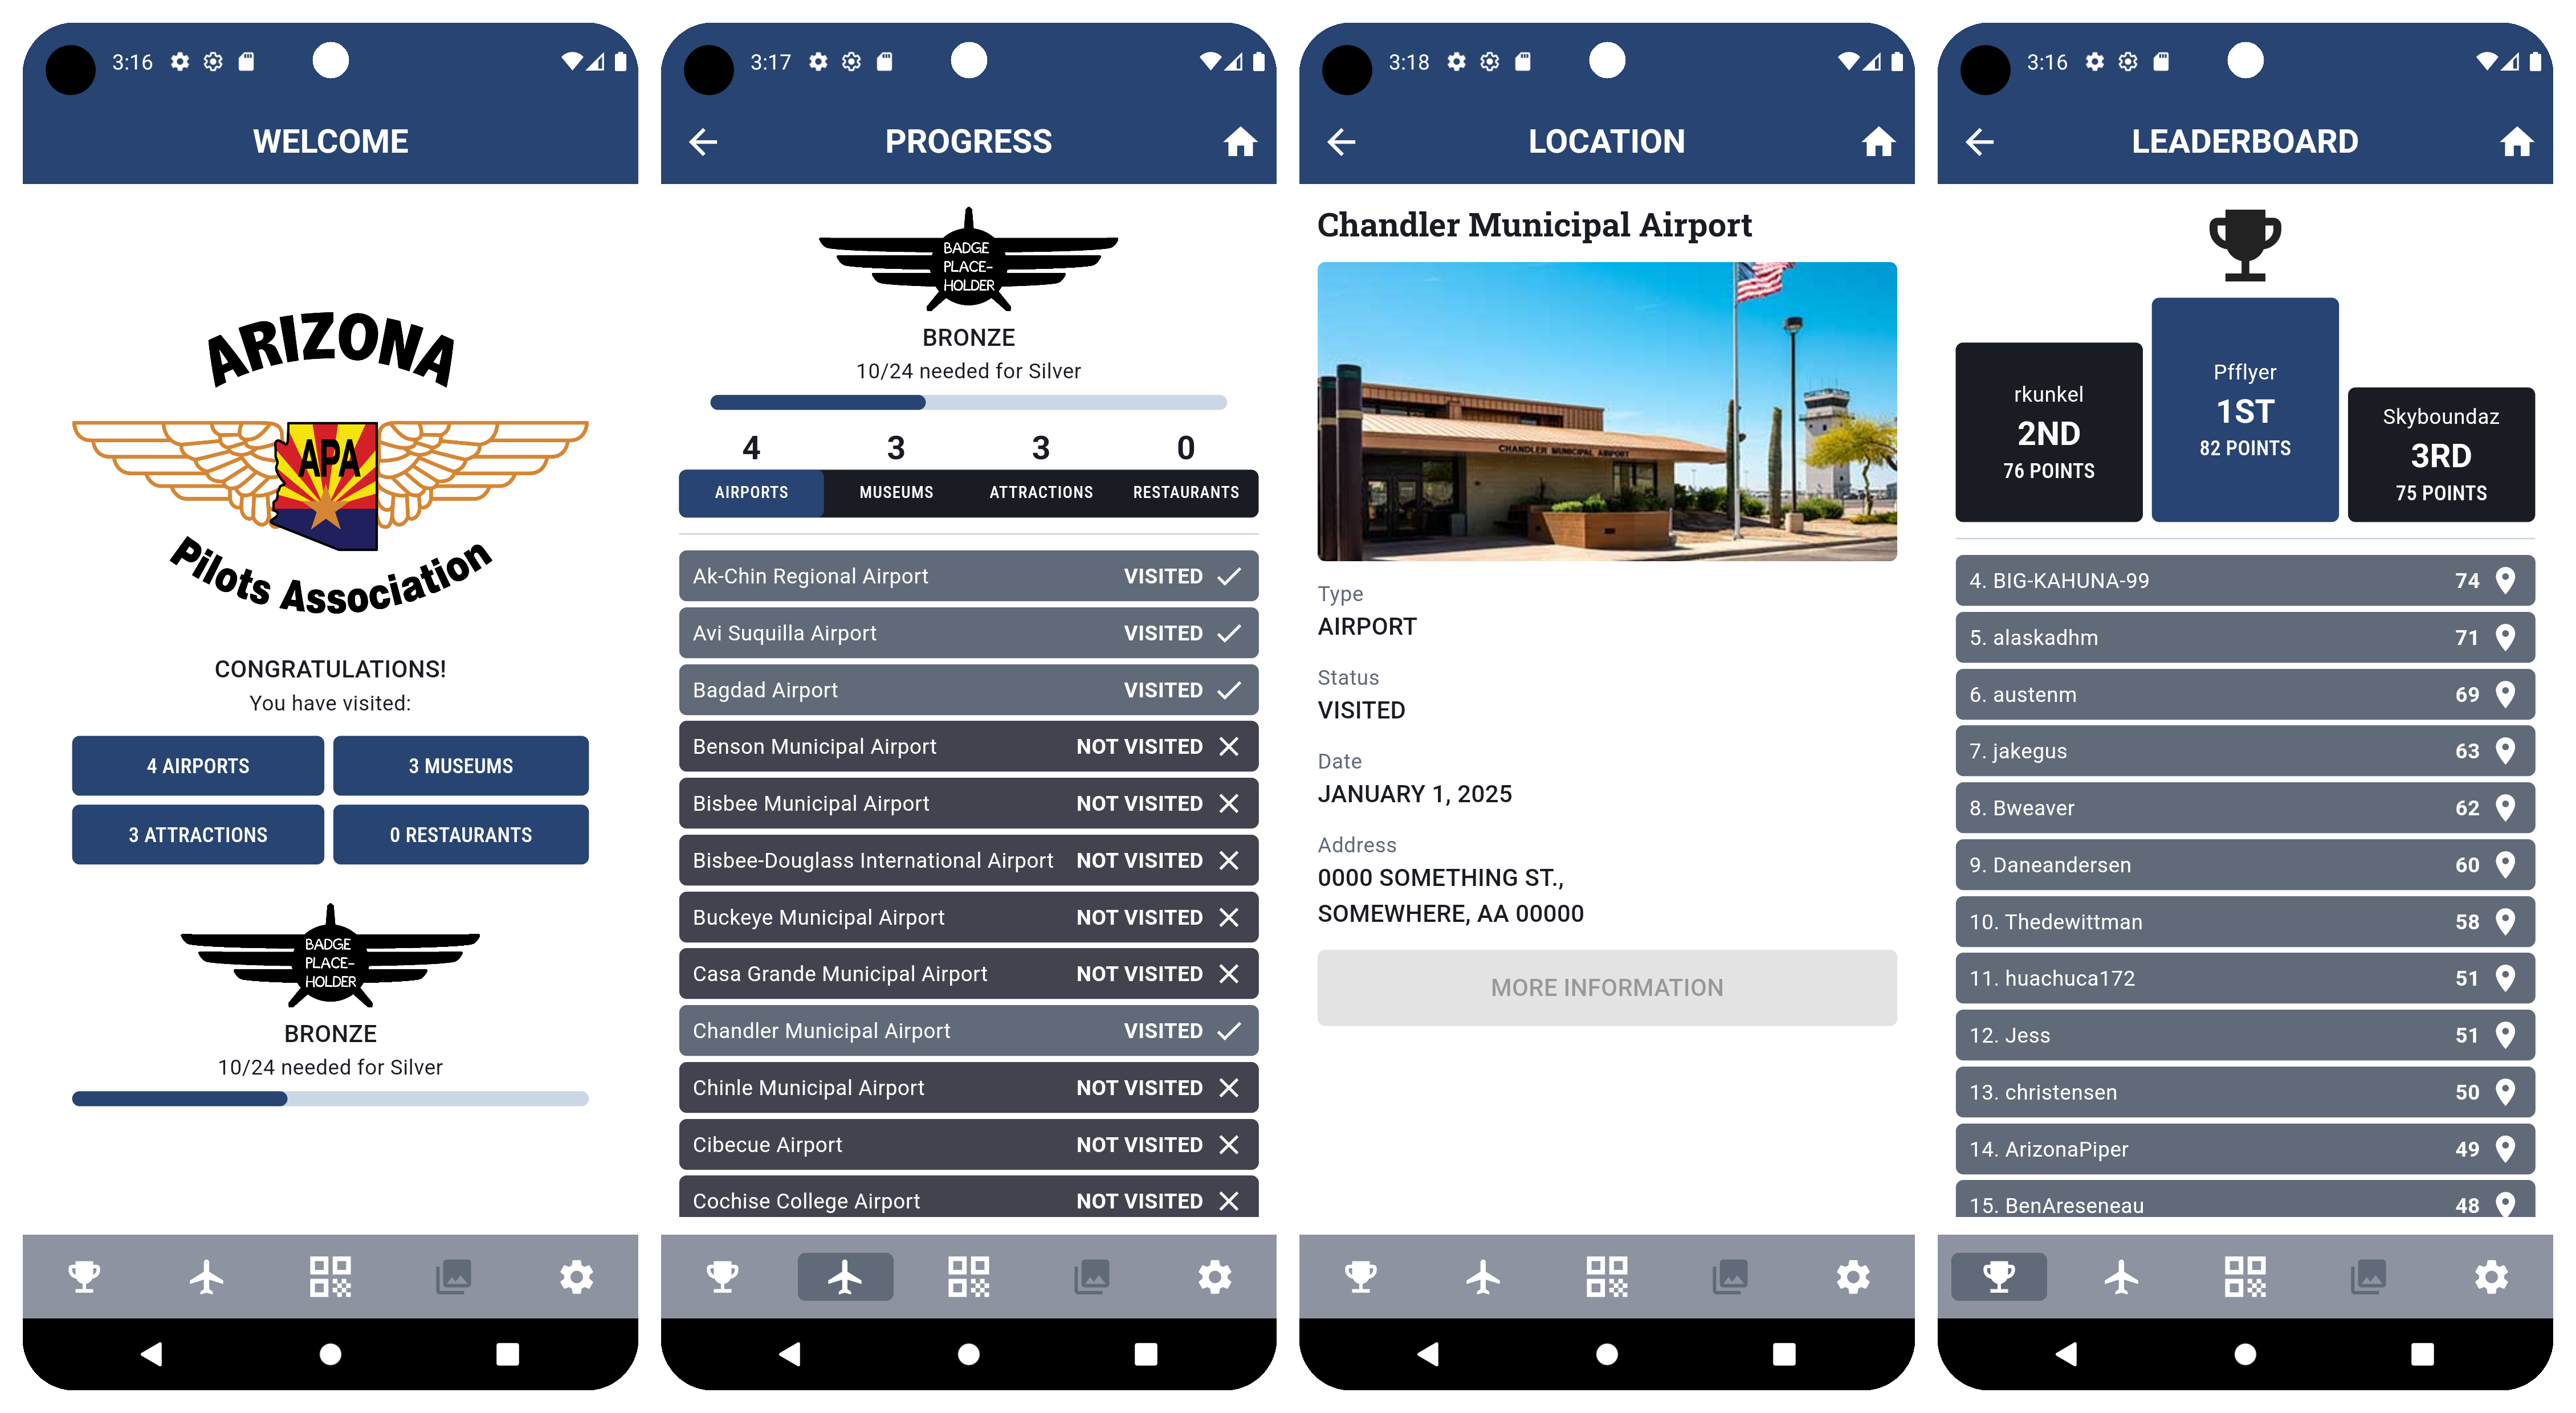 3:16
WELCOME
ARIZONA
APA
Pilots Association
CONGRATULATIONS!
You have visited:
4 AIRPORTS
3 MUSEUMS
3 ATTRACTIONS
0 RESTAURANTS
BADGE
PLACE-
HOLDER
BRONZE
10/24 needed for Silver
3:17
PROGRESS
BADGE
PLACE-
HOLDER
BRONZE
10/24 needed for Silver
4 3 3 0
AIRPORTS MUSEUMS ATTRACTIONS RESTAURANTS
Ak-Chin Regional Airport VISITED
Avi Suquilla Airport VISITED
Bagdad Airport VISITED
Benson Municipal Airport NOT VISITED
Bisbee Municipal Airport NOT VISITED
Bisbee-Douglass International Airport NOT VISITED
Buckeye Municipal Airport NOT VISITED
Casa Grande Municipal Airport NOT VISITED
Chandler Municipal Airport VISITED
Chinle Municipal Airport NOT VISITED
Cibecue Airport NOT VISITED
Cochise College Airport NOT VISITED
3:18
LOCATION
Chandler Municipal Airport
CHANDLER MUNICIPAL AIRPORT
Type
AIRPORT
Status
VISITED
Date
JANUARY 1, 2025
Address
0000 SOMETHING ST.,
SOMEWHERE, AA 00000
MORE INFORMATION
3:16
LEADERBOARD
rkunkel
2ND
76 POINTS
Pfflyer
1ST
82 POINTS
Skyboundaz
3RD
75 POINTS
4. BIG-KAHUNA-99 74
5. alaskadhm 71
6. austenm 69
7. jakegus 63
8. Bweaver 62
9. Daneandersen 60
10. Thedewittman 58
11. huachuca172 51
12. Jess 51
13. christensen 50
14. ArizonaPiper 49
15. BenAreseneau 48